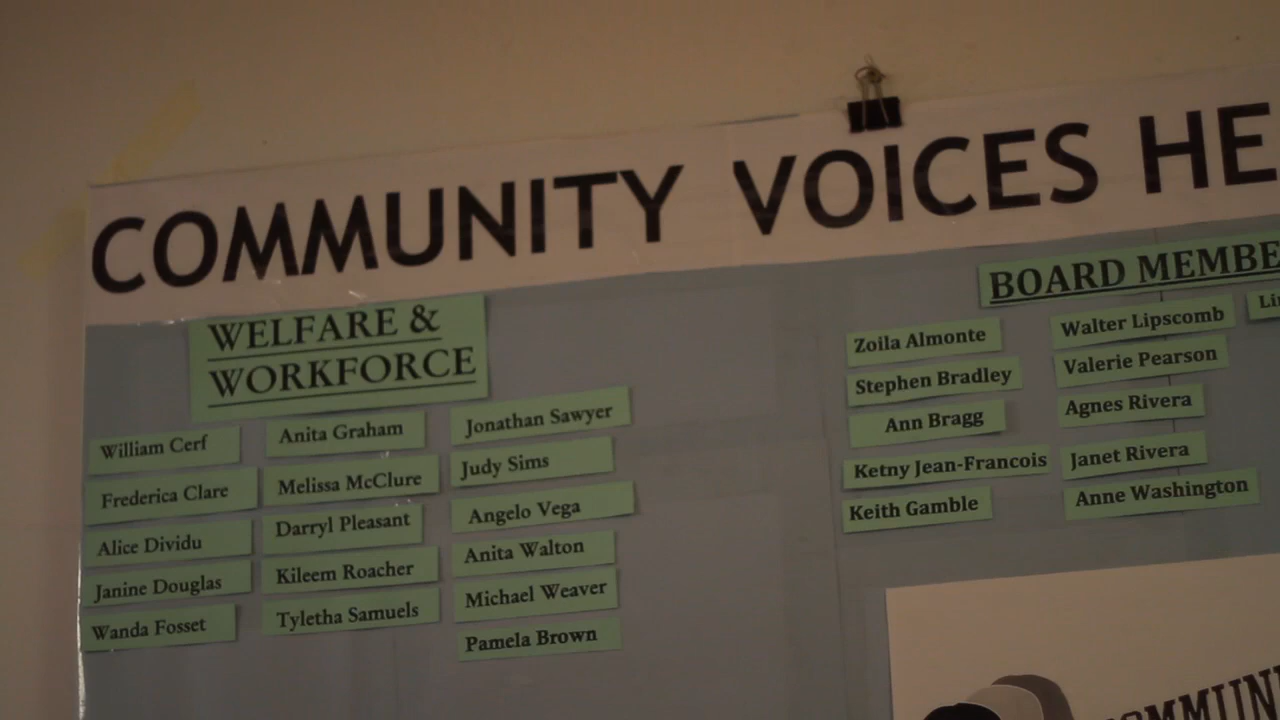 COMMUNITY VOICES HE
WELFARE &
WORKFORCE
William Cerf
Frederica Clare
Alice Dividu
Janine Douglas
Wanda Fosset
Anita Graham
Melissa McClure
Darryl Pleasant
Kileem Roacher
Tyletha Samuels
Jonathan Sawyer
Judy Sims
Angelo Vega
Anita Walton
Michael Weaver
Pamela Brown
BOARD MEMBE
Zoila Almonte
Stephen Bradley
Ann Bragg
Ketny Jean-Francois
Keith Gamble
Walter Lipscomb
Valerie Pearson
Agnes Rivera
Janet Rivera
Anne Washington
Li
COMMUNI